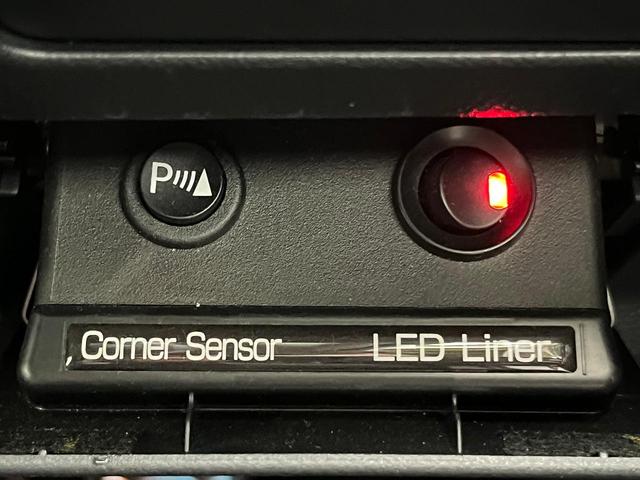 P
Corner Sensor LED Liner